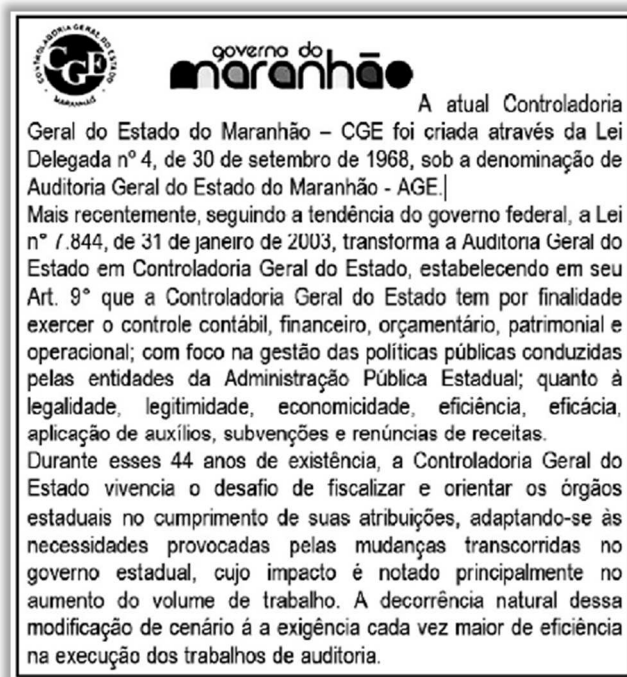 CONTROLADORIA GERAL DO ESTADO
CGE
MARANHÃO
governo do
maranhão
A atual Controladoria
Geral do Estado do Maranhão – CGE foi criada através da Lei
Delegada nº 4, de 30 de setembro de 1968, sob a denominação de
Auditoria Geral do Estado do Maranhão - AGE.
Mais recentemente, seguindo a tendência do governo federal, a Lei
n° 7.844, de 31 de janeiro de 2003, transforma a Auditoria Geral do
Estado em Controladoria Geral do Estado, estabelecendo em seu
Art. 9° que a Controladoria Geral do Estado tem por finalidade
exercer o controle contábil, financeiro, orçamentário, patrimonial e
operacional; com foco na gestão das políticas públicas conduzidas
pelas entidades da Administração Pública Estadual; quanto à
legalidade, legitimidade, economicidade, eficiência, eficácia,
aplicação de auxílios, subvenções e renúncias de receitas.
Durante esses 44 anos de existência, a Controladoria Geral do
Estado vivencia o desafio de fiscalizar e orientar os órgãos
estaduais no cumprimento de suas atribuições, adaptando-se às
necessidades provocadas pelas mudanças transcorridas no
governo estadual, cujo impacto é notado principalmente no
aumento do volume de trabalho. A decorrência natural dessa
modificação de cenário á a exigência cada vez maior de eficiência
na execução dos trabalhos de auditoria.